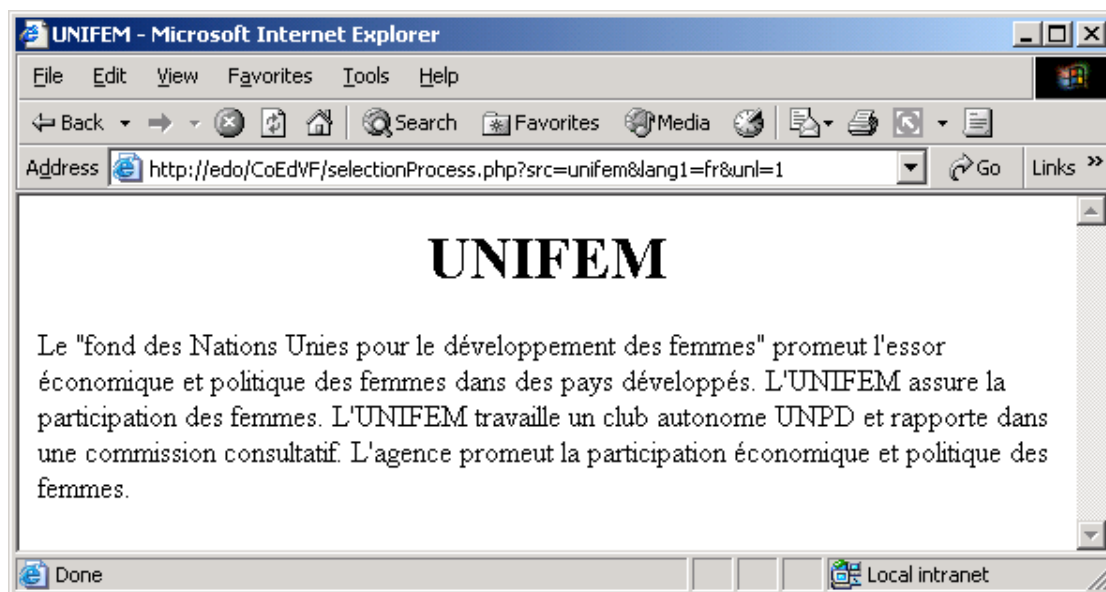 UNIFEM - Microsoft Internet Explorer
File Edit View Favorites Tools Help
Back Search Favorites Media
Address http://edo/CoEdVF/selectionProcess.php?src=unifem&lang1=fr&unl=1 Go Links »
UNIFEM
Le "fond des Nations Unies pour le développement des femmes" promeut l'essor
économique et politique des femmes dans des pays développés. L'UNIFEM assure la
participation des femmes. L'UNIFEM travaille un club autonome UNPD et rapporte dans
une commission consultatif. L'agence promeut la participation économique et politique des
femmes.
Done Local intranet